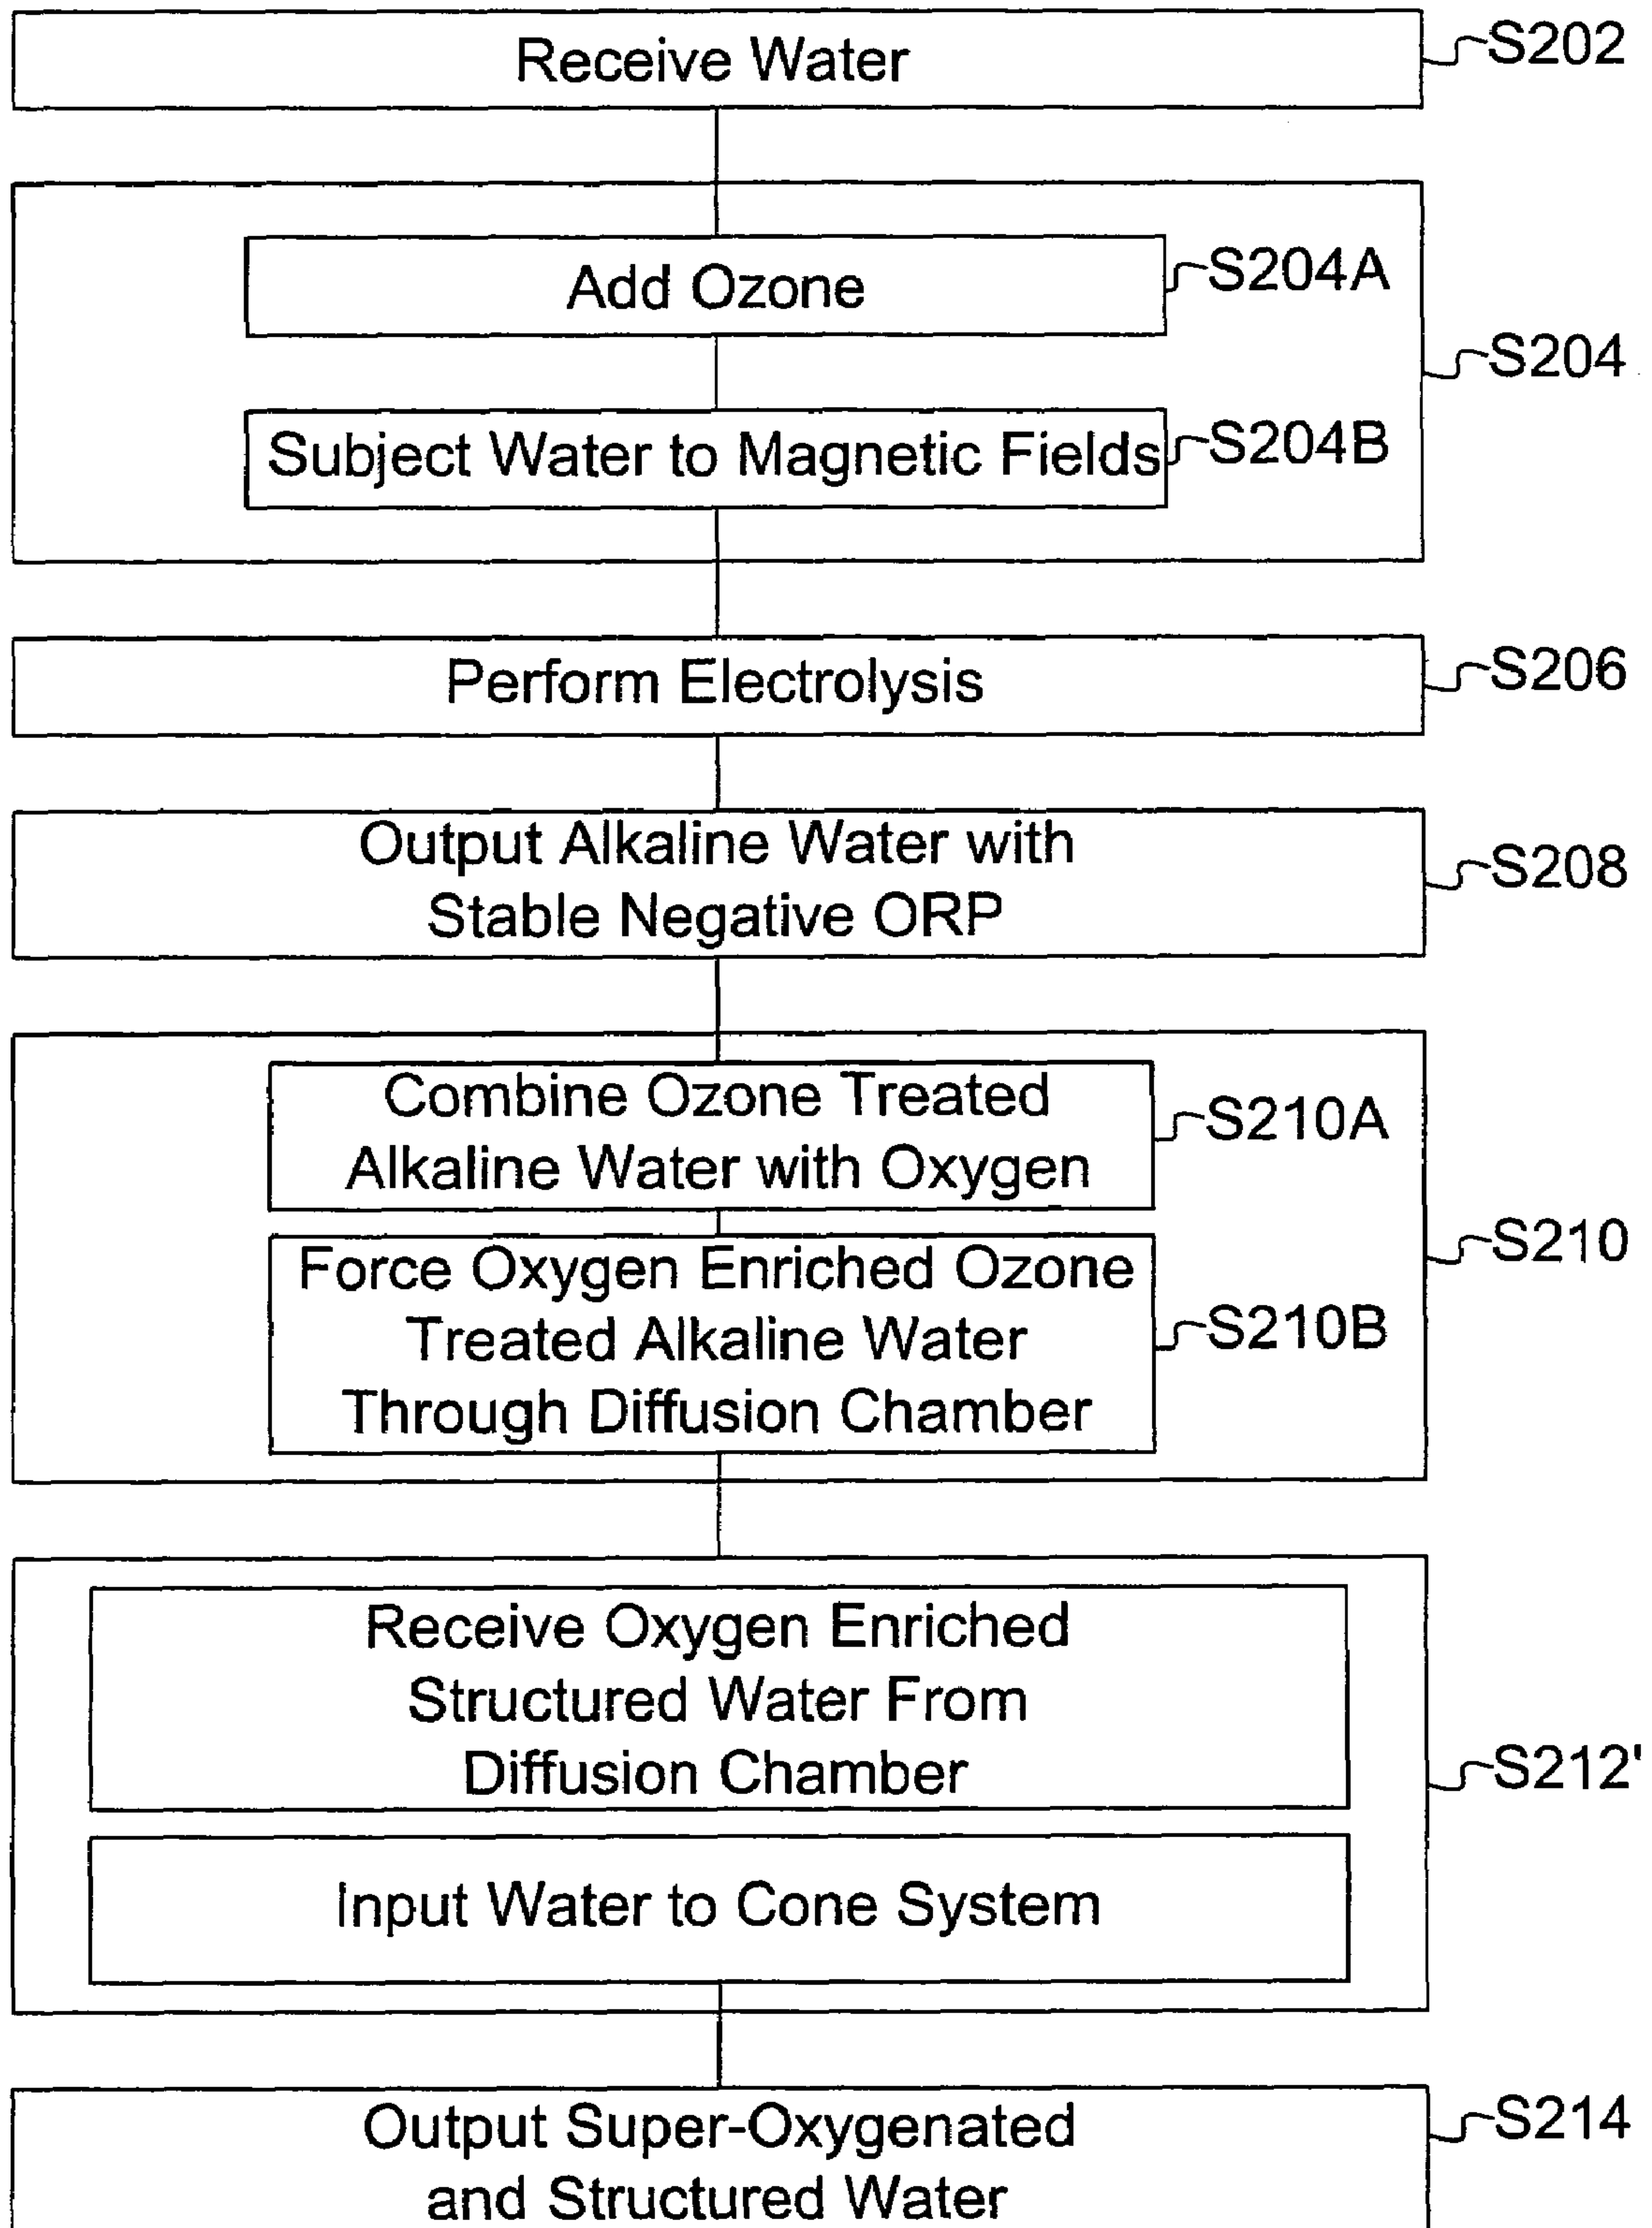 Receive Water
S202
Add Ozone
S204A
S204
Subject Water to Magnetic Fields
S204B
Perform Electrolysis
S206
Output Alkaline Water with
Stable Negative ORP
S208
Combine Ozone Treated
Alkaline Water with Oxygen
S210A
S210
Force Oxygen Enriched Ozone
Treated Alkaline Water
Through Diffusion Chamber
S210B
Receive Oxygen Enriched
Structured Water From
Diffusion Chamber
S212'
Input Water to Cone System
Output Super-Oxygenated
and Structured Water
S214